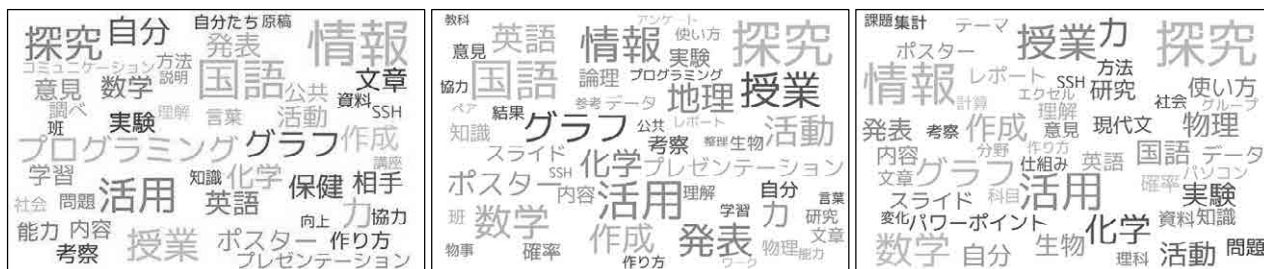 探究 自分 自分たち 原稿 情報
発表
コミュニケーション 方法 国語 文章
意見 数学 説明 公共 資料 SSH
調べ 理解 言葉 活動
班 実験 グラフ 作成
プログラミング 講座
学習 知識 化学 保健 相手
社会 問題 活用 英語 力 協力
能力 内容 向上
考察 授業 ポスター 作り方
プレゼンテーション
教科 アンケート 使い方 探究
意見 英語 情報 実験
協力 国語 論理 プログラミング 授業
ペア 結果 参考 データ 地理
知識 グラフ 公共 レポート 活動
スライド 考察 整理 生物
SSH 化学 プレゼンテーション
ポスター 内容 活用 理解 自分 言葉
班 数学 学習 力 研究
作成 発表 文章
物事 確率 作り方 物理 能力
ワーク
課題 集計 テーマ 授業 力 探究
ポスター 方法
情報 レポート SSH 研究 使い方
計算 エクセル 理解 社会 グループ
発表 考察 作成 意見 現代文 物理
内容 分野 作り方 国語 データ
文章 グラフ 仕組み 英語 確率 パソコン
スライド 科目 活用 実験
変化 パワーポイント 化学 資料 知識
数学 自分 生物 理科 活動 問題